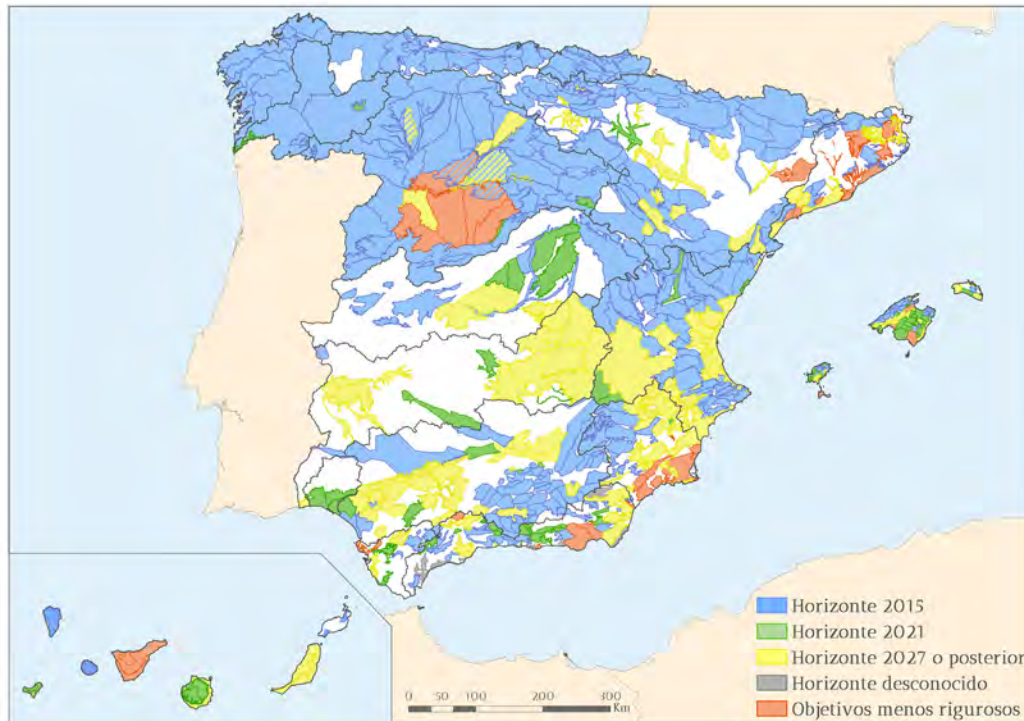 Horizonte 2015
Horizonte 2021
Horizonte 2027 o posterior
Horizonte desconocido
Objetivos menos rigurosos
0 50 100 200 300
Km